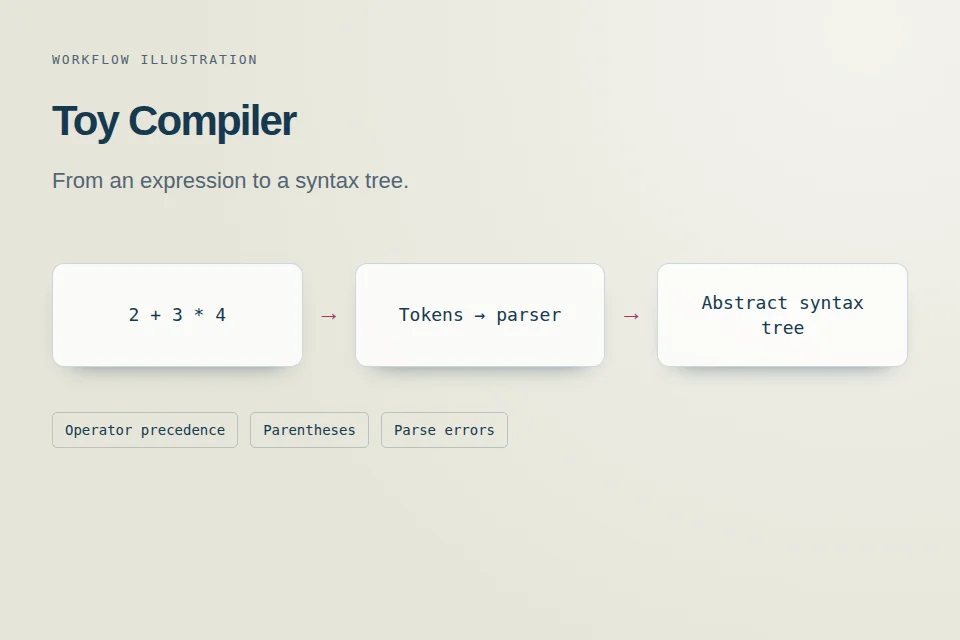 WORKFLOW ILLUSTRATION
Toy Compiler
From an expression to a syntax tree.
2 + 3 * 4
→
Tokens → parser
→
Abstract syntax
tree
Operator precedence
Parentheses
Parse errors